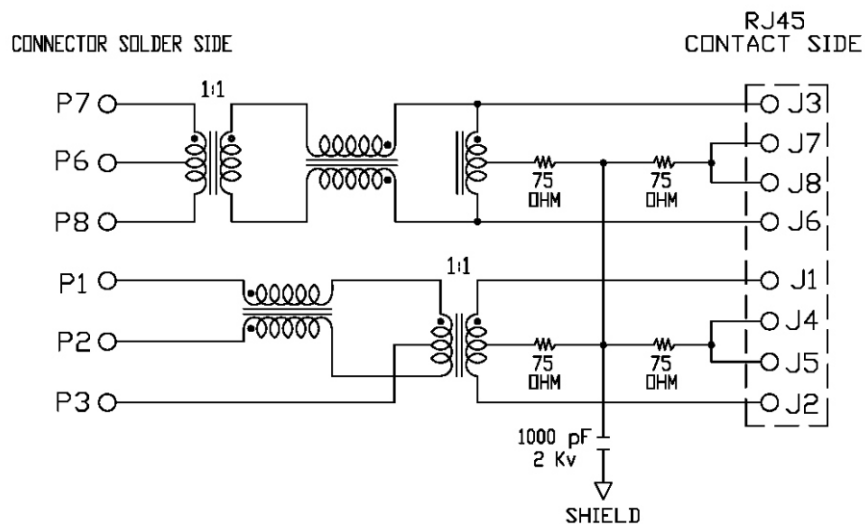 RJ45
CONNECTOR SOLDER SIDE
CONTACT SIDE
P7
1:1
J3
P6
J7
75
OHM
75
OHM
J8
P8
J6
P1
1:1
J1
P2
J4
75
OHM
75
OHM
J5
P3
J2
1000 pF
2 Kv
SHIELD